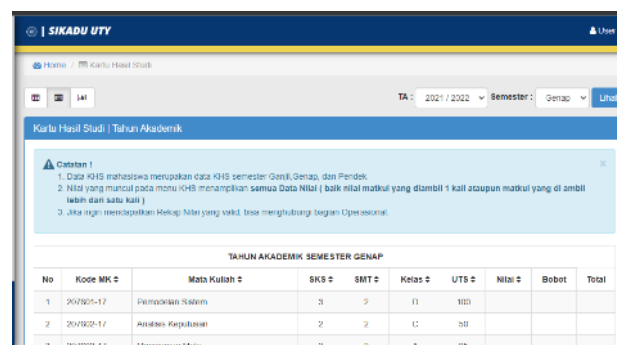 SIKADU UTY
User
Home / Kartu Hasil Studi
TA : 2021 / 2022 Semester : Genap Lihat
Kartu Hasil Studi | Tahun Akademik
Catatan !
1. Data KHS mahasiswa merupakan data KHS semester Ganjil,Genap, dan Pendek.
2. Nilai yang muncul pada menu KHS menampilkan semua Data Nilai ( baik nilai matkul yang diambil 1 kali ataupun matkul yang di ambil
lebih dari satu kali )
3. Jika ingin mendapatkan Rekap Nilai yang valid, bisa menghubungi bagian Operasional.
TAHUN AKADEMIK SEMESTER GENAP
No Kode MK Mata Kuliah SKS SMT Kelas UTS Nilai Bobot Total
1 207601-17 Pemodelan Sistem 3 2 D 100
2 207602-17 Analisis Keputusan 2 2 C 50